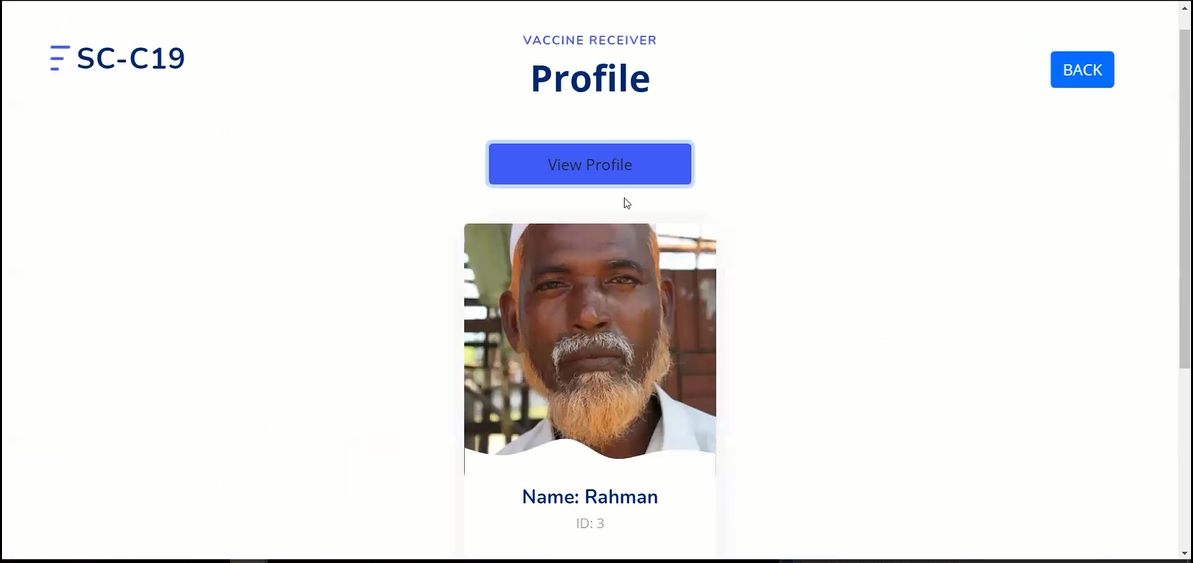 SC-C19
VACCINE RECEIVER
Profile
BACK
View Profile
Name: Rahman
ID: 3